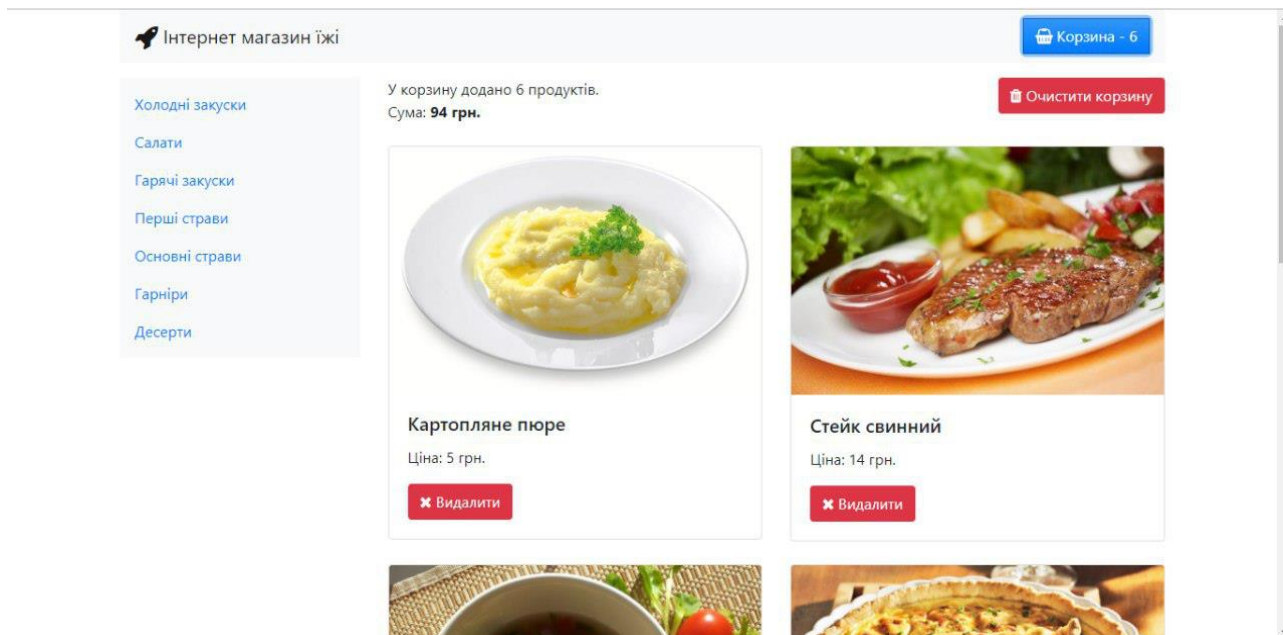 Інтернет магазин їжі
Корзина - 6
Холодні закуски
Салати
Гарячі закуски
Перші страви
Основні страви
Гарніри
Десерти
У корзину додано 6 продуктів.
Сума: 94 грн.
Очистити корзину
Картопляне пюре
Ціна: 5 грн.
Видалити
Стейк свинний
Ціна: 14 грн.
Видалити